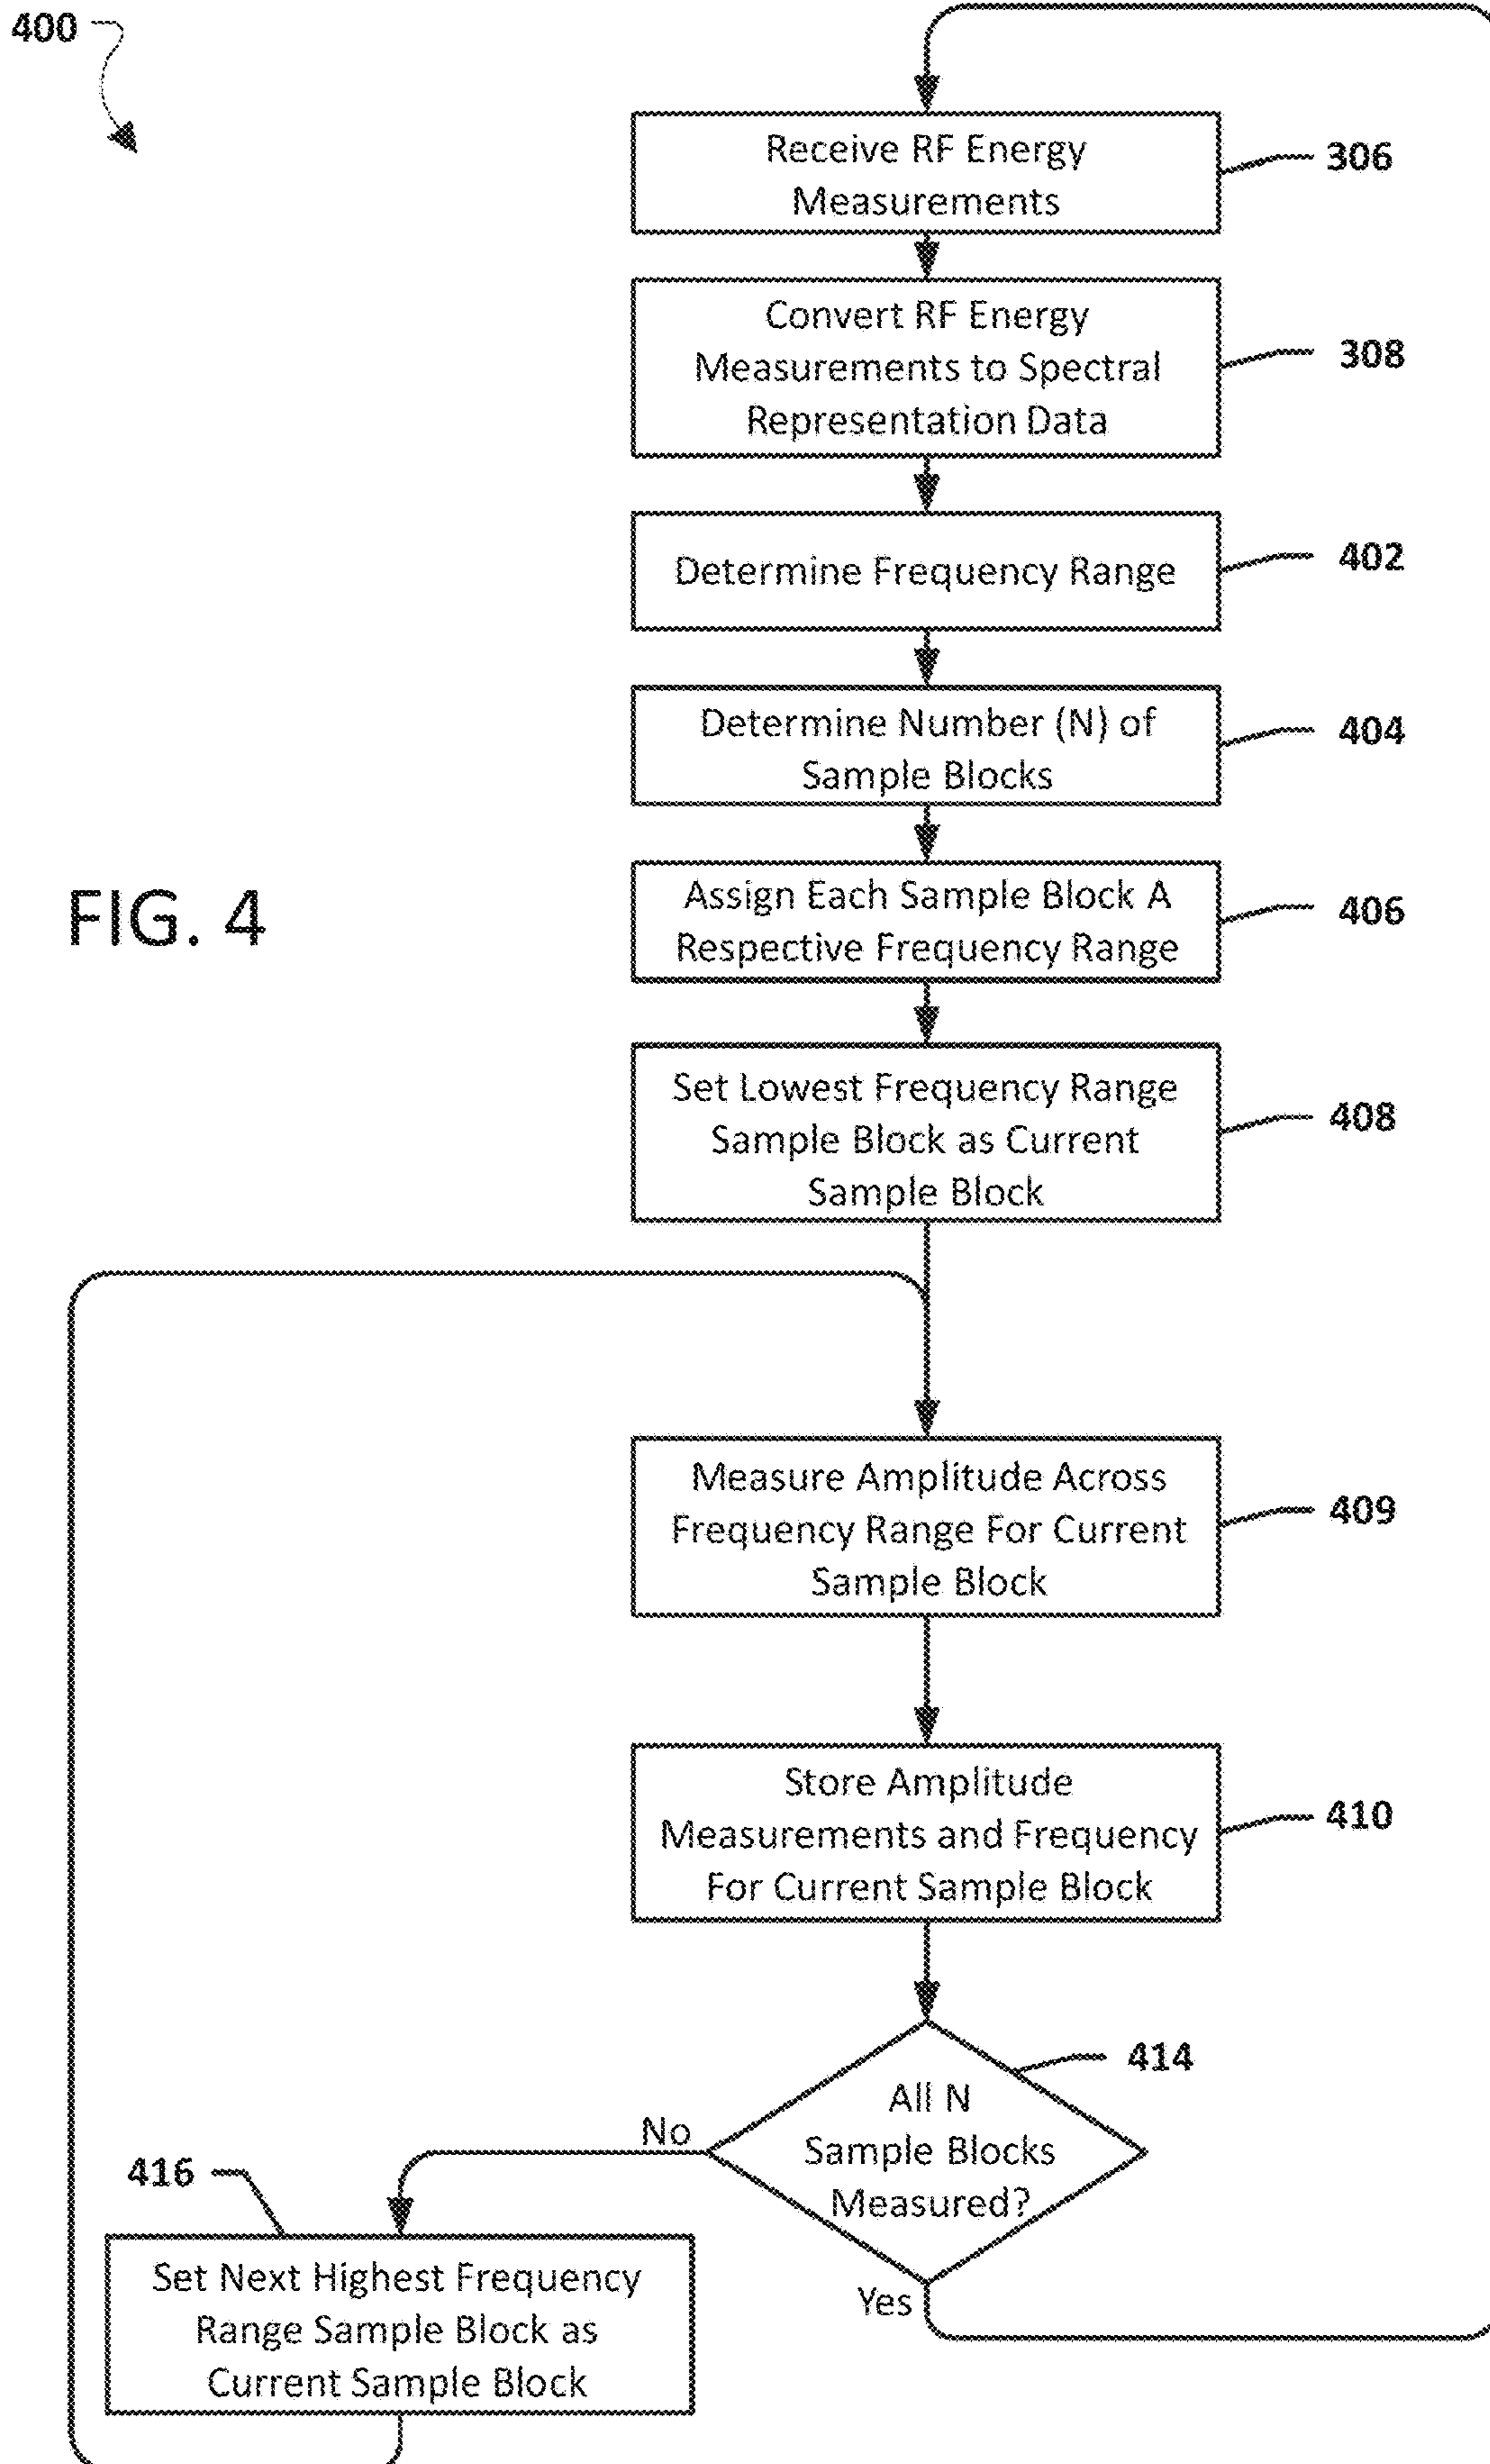 400
Receive RF Energy
Measurements
306
Convert RF Energy
Measurements to Spectral
Representation Data
308
Determine Frequency Range
402
Determine Number (N) of
Sample Blocks
404
FIG. 4
Assign Each Sample Block A
Respective Frequency Range
406
Set Lowest Frequency Range
Sample Block as Current
Sample Block
408
Measure Amplitude Across
Frequency Range For Current
Sample Block
409
Store Amplitude
Measurements and Frequency
For Current Sample Block
410
414
All N
Sample Blocks
Measured?
No
Yes
416
Set Next Highest Frequency
Range Sample Block as
Current Sample Block